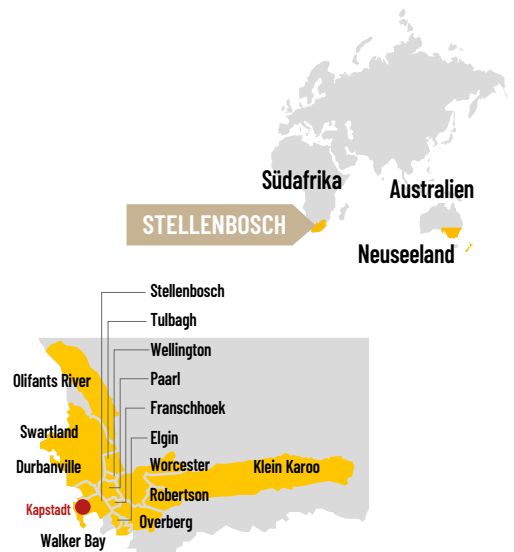 Südafrika
Australien
STELLENBOSCH
Neuseeland
Stellenbosch
Tulbagh
Wellington
Olifants River
Paarl
Franschhoek
Swartland
Elgin
Durbanville
Worcester
Klein Karoo
Robertson
Kapstadt
Overberg
Walker Bay